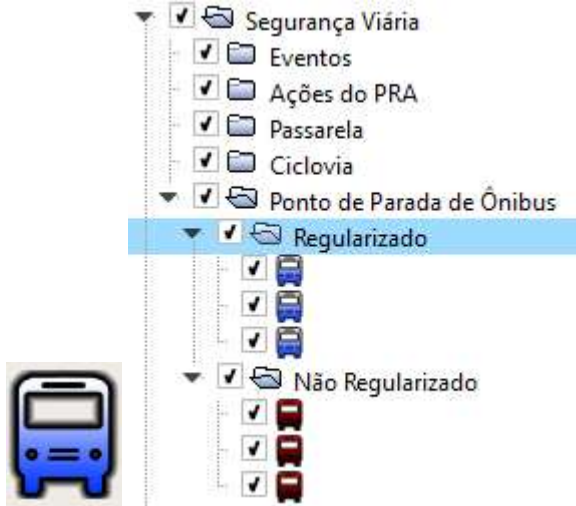 Segurança Viária
Eventos
Ações do PRA
Passarela
Ciclovia
Ponto de Parada de Ônibus
Regularizado
Não Regularizado